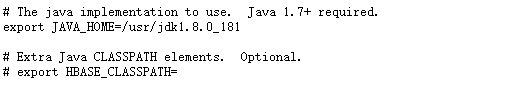 # The java implementation to use.  Java 1.7+ required.
export JAVA_HOME=/usr/jdk1.8.0_181

# Extra Java CLASSPATH elements.  Optional.
# export HBASE_CLASSPATH=